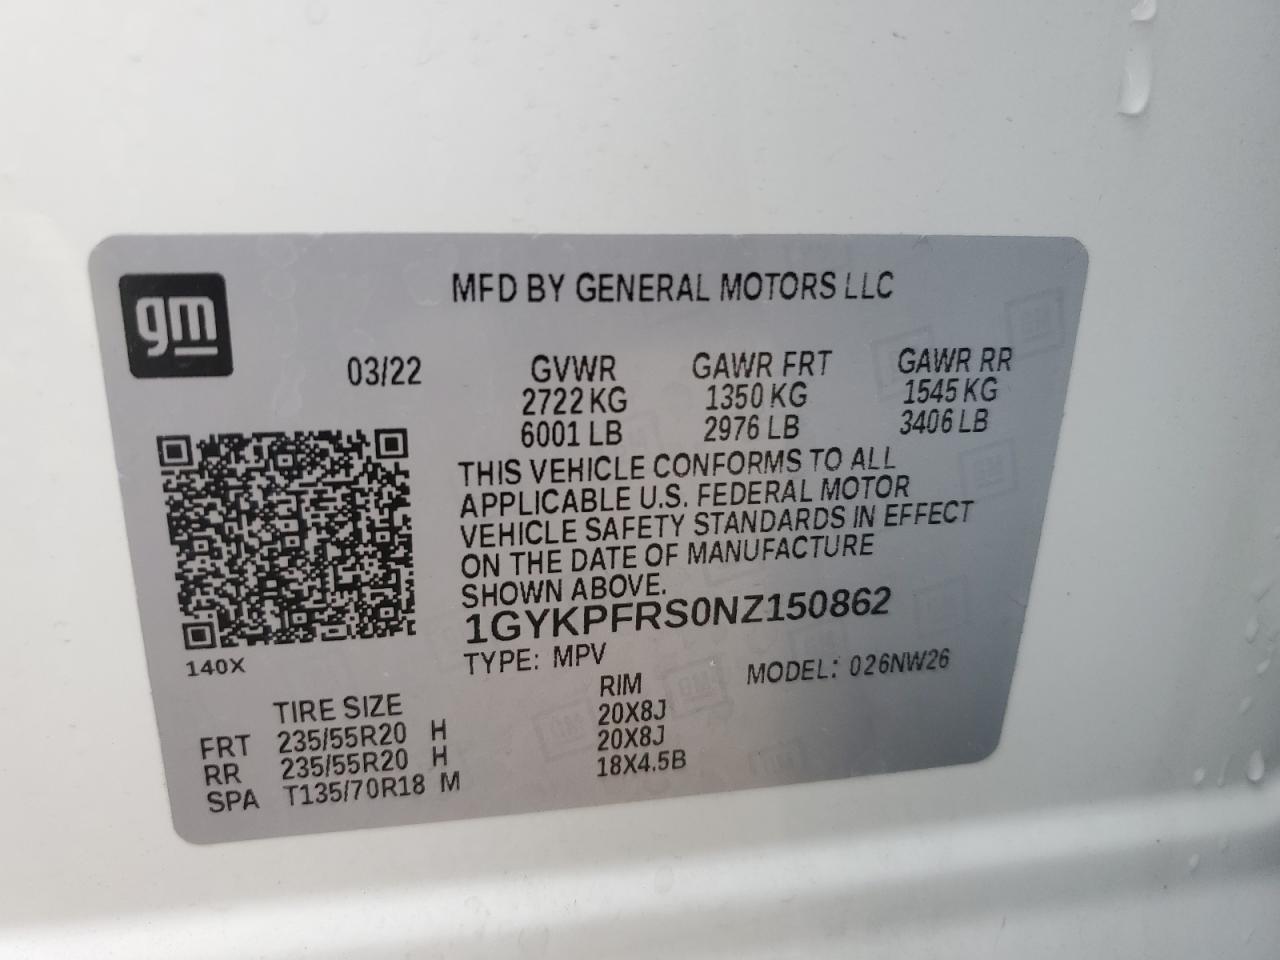 gm
MFD BY GENERAL MOTORS LLC
03/22
GVWR GAWR FRT GAWR RR
2722 KG 1350 KG 1545 KG
6001 LB 2976 LB 3406 LB
THIS VEHICLE CONFORMS TO ALL
APPLICABLE U.S. FEDERAL MOTOR
VEHICLE SAFETY STANDARDS IN EFFECT
ON THE DATE OF MANUFACTURE
SHOWN ABOVE.
1GYKPFRS0NZ150862
140X
TYPE: MPV MODEL: 026NW26
TIRE SIZE RIM
FRT 235/55R20 H 20X8J
RR 235/55R20 H 20X8J
SPA T135/70R18 M 18X4.5B